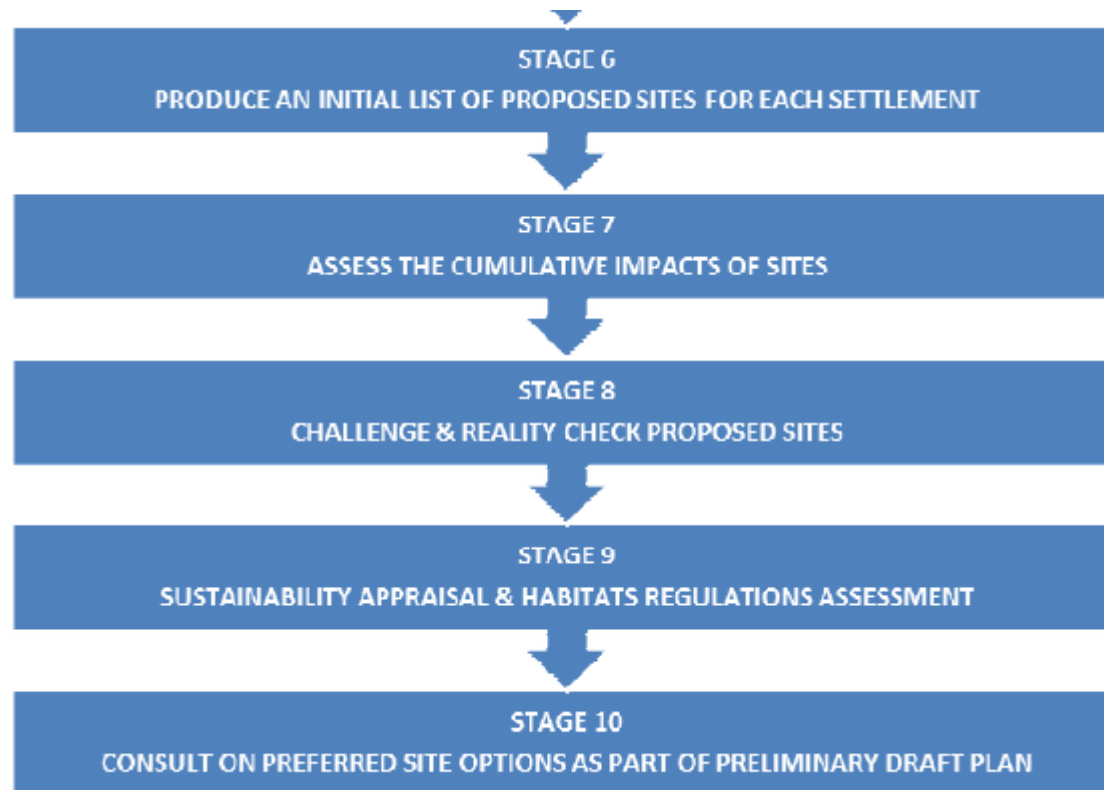 STAGE 6
PRODUCE AN INITIAL LIST OF PROPOSED SITES FOR EACH SETTLEMENT
STAGE 7
ASSESS THE CUMULATIVE IMPACTS OF SITES
STAGE 8
CHALLENGE & REALITY CHECK PROPOSED SITES
STAGE 9
SUSTAINABILITY APPRAISAL & HABITATS REGULATIONS ASSESSMENT
STAGE 10
CONSULT ON PREFERRED SITE OPTIONS AS PART OF PRELIMINARY DRAFT PLAN